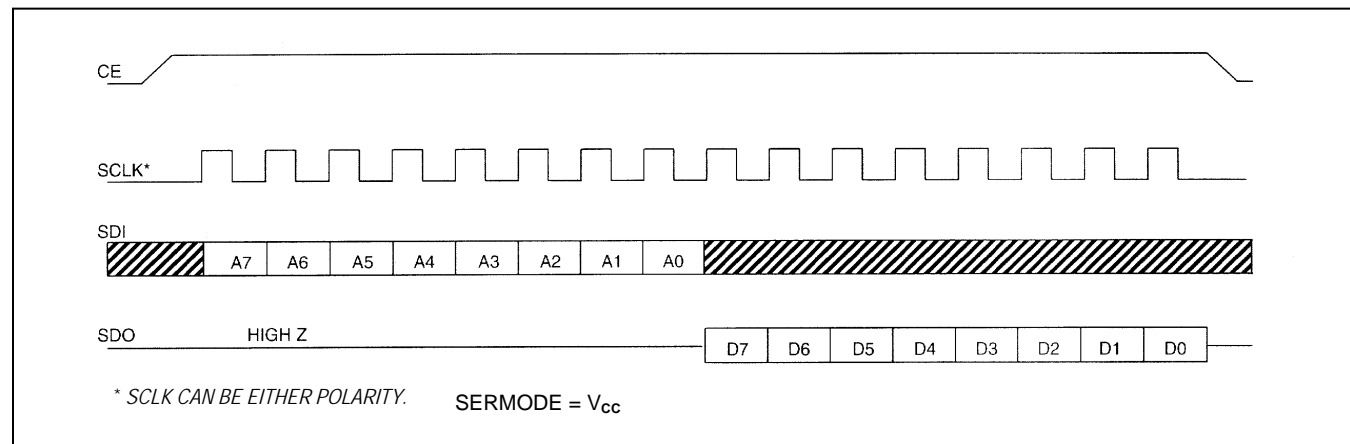 CE
SCLK*
SDI
A7 A6 A5 A4 A3 A2 A1 A0
SDO HIGH Z D7 D6 D5 D4 D3 D2 D1 D0
* SCLK CAN BE EITHER POLARITY. SERMODE = Vcc